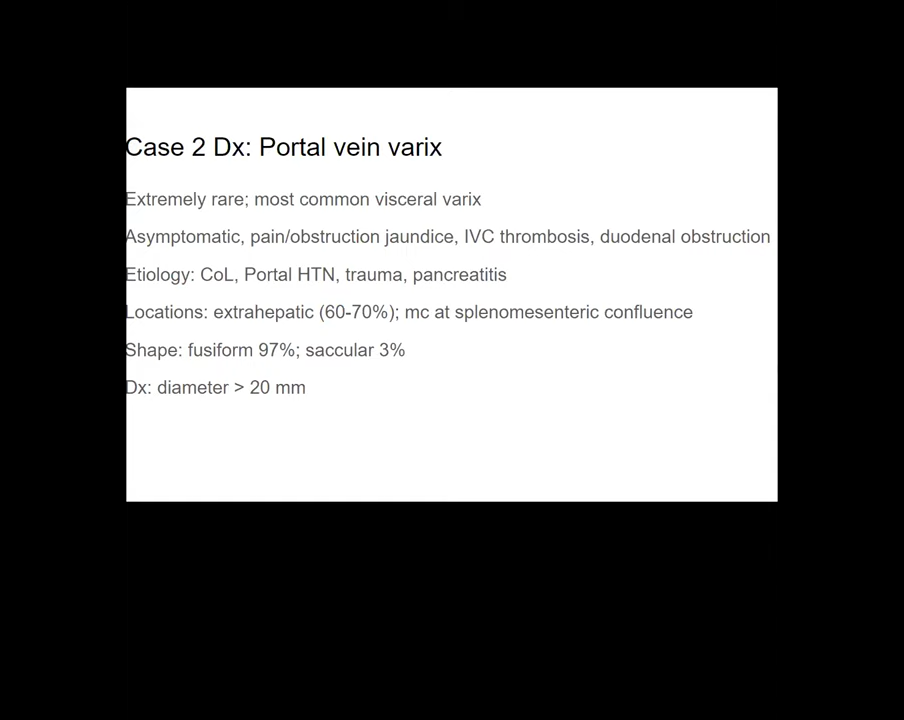 Case 2 Dx: Portal vein varix
Extremely rare; most common visceral varix
Asymptomatic, pain/obstruction jaundice, IVC thrombosis, duodenal obstruction
Etiology: CoL, Portal HTN, trauma, pancreatitis
Locations: extrahepatic (60-70%); mc at splenomesenteric confluence
Shape: fusiform 97%; saccular 3%
Dx: diameter > 20 mm